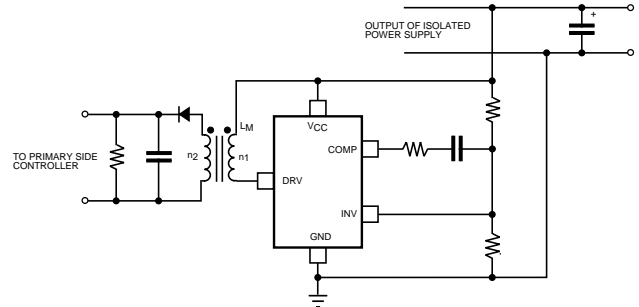 OUTPUT OF ISOLATED
POWER SUPPLY
+
LM
VCC
COMP
TO PRIMARY SIDE
CONTROLLER
n2
n1
DRV
INV
GND